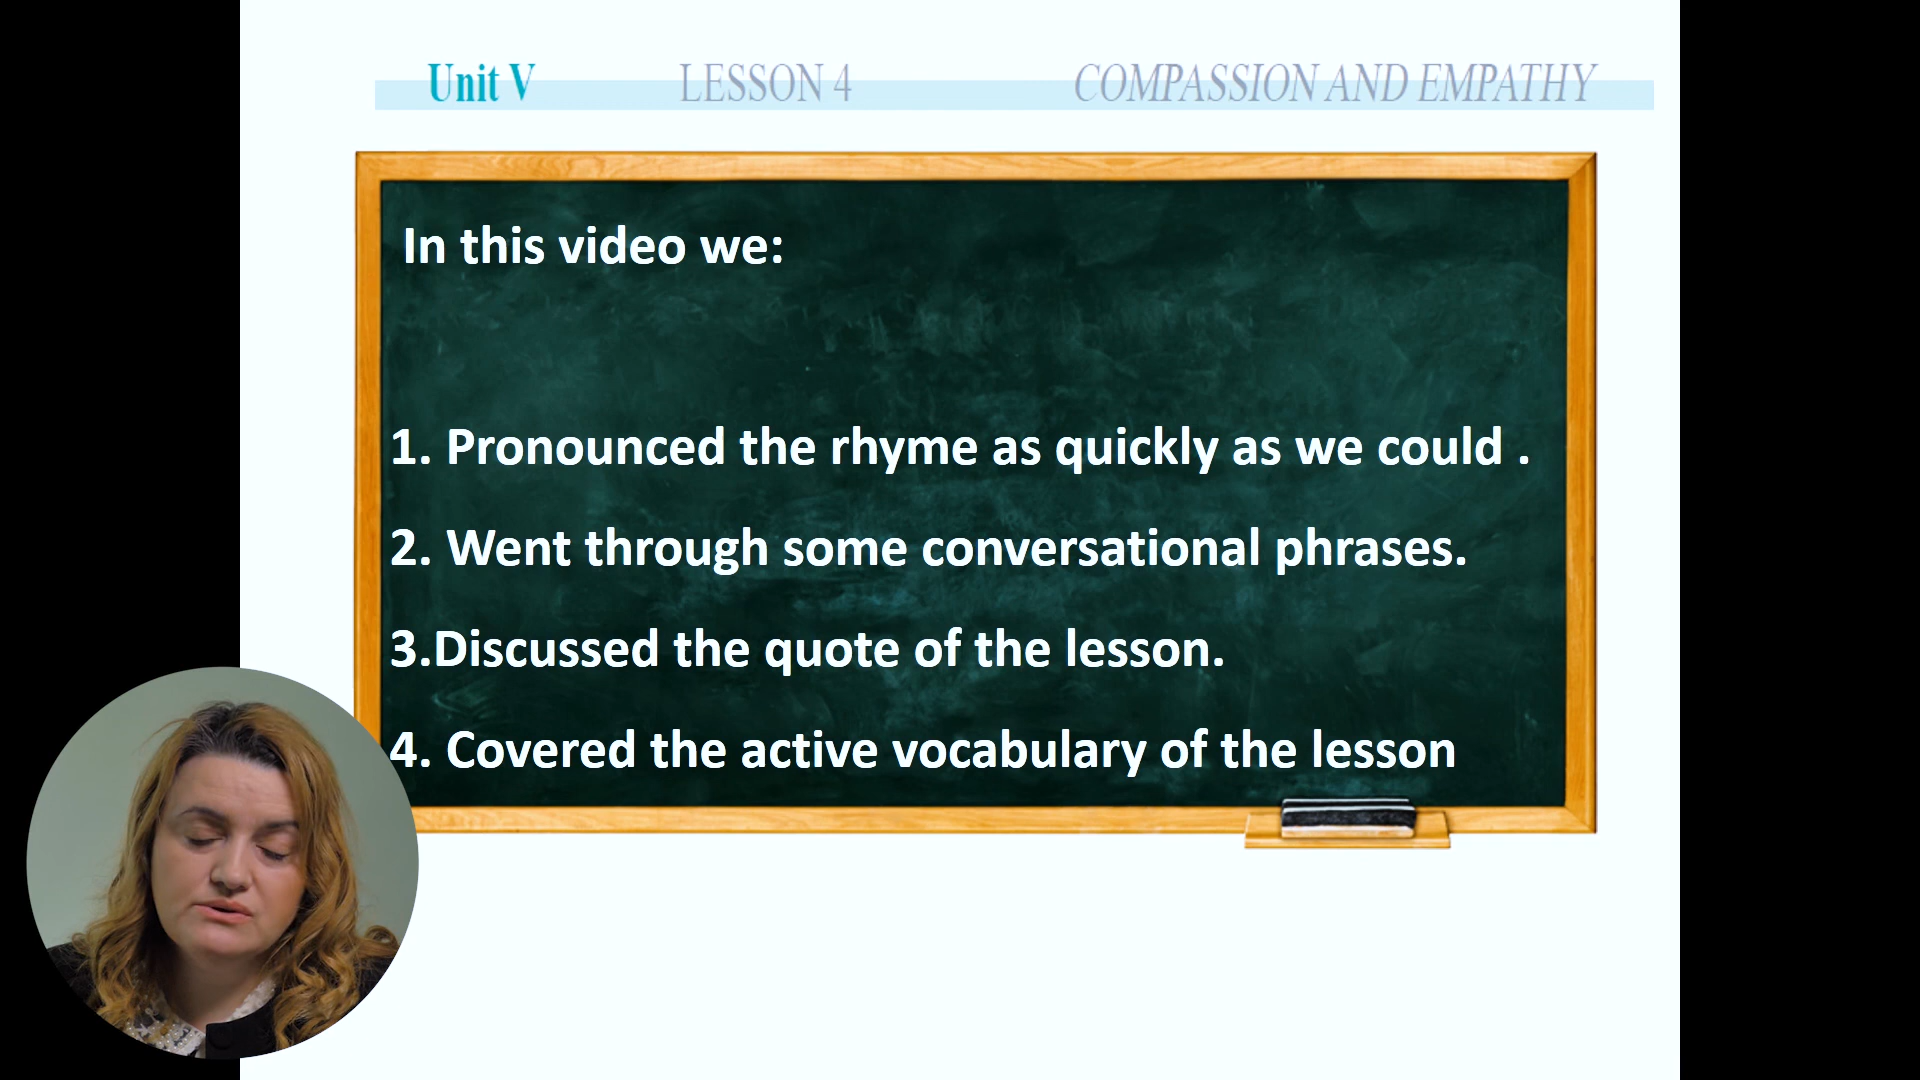 Unit V LESSON 4 COMPASSION AND EMPATHY
In this video we:
1. Pronounced the rhyme as quickly as we could .
2. Went through some conversational phrases.
3.Discussed the quote of the lesson.
4. Covered the active vocabulary of the lesson